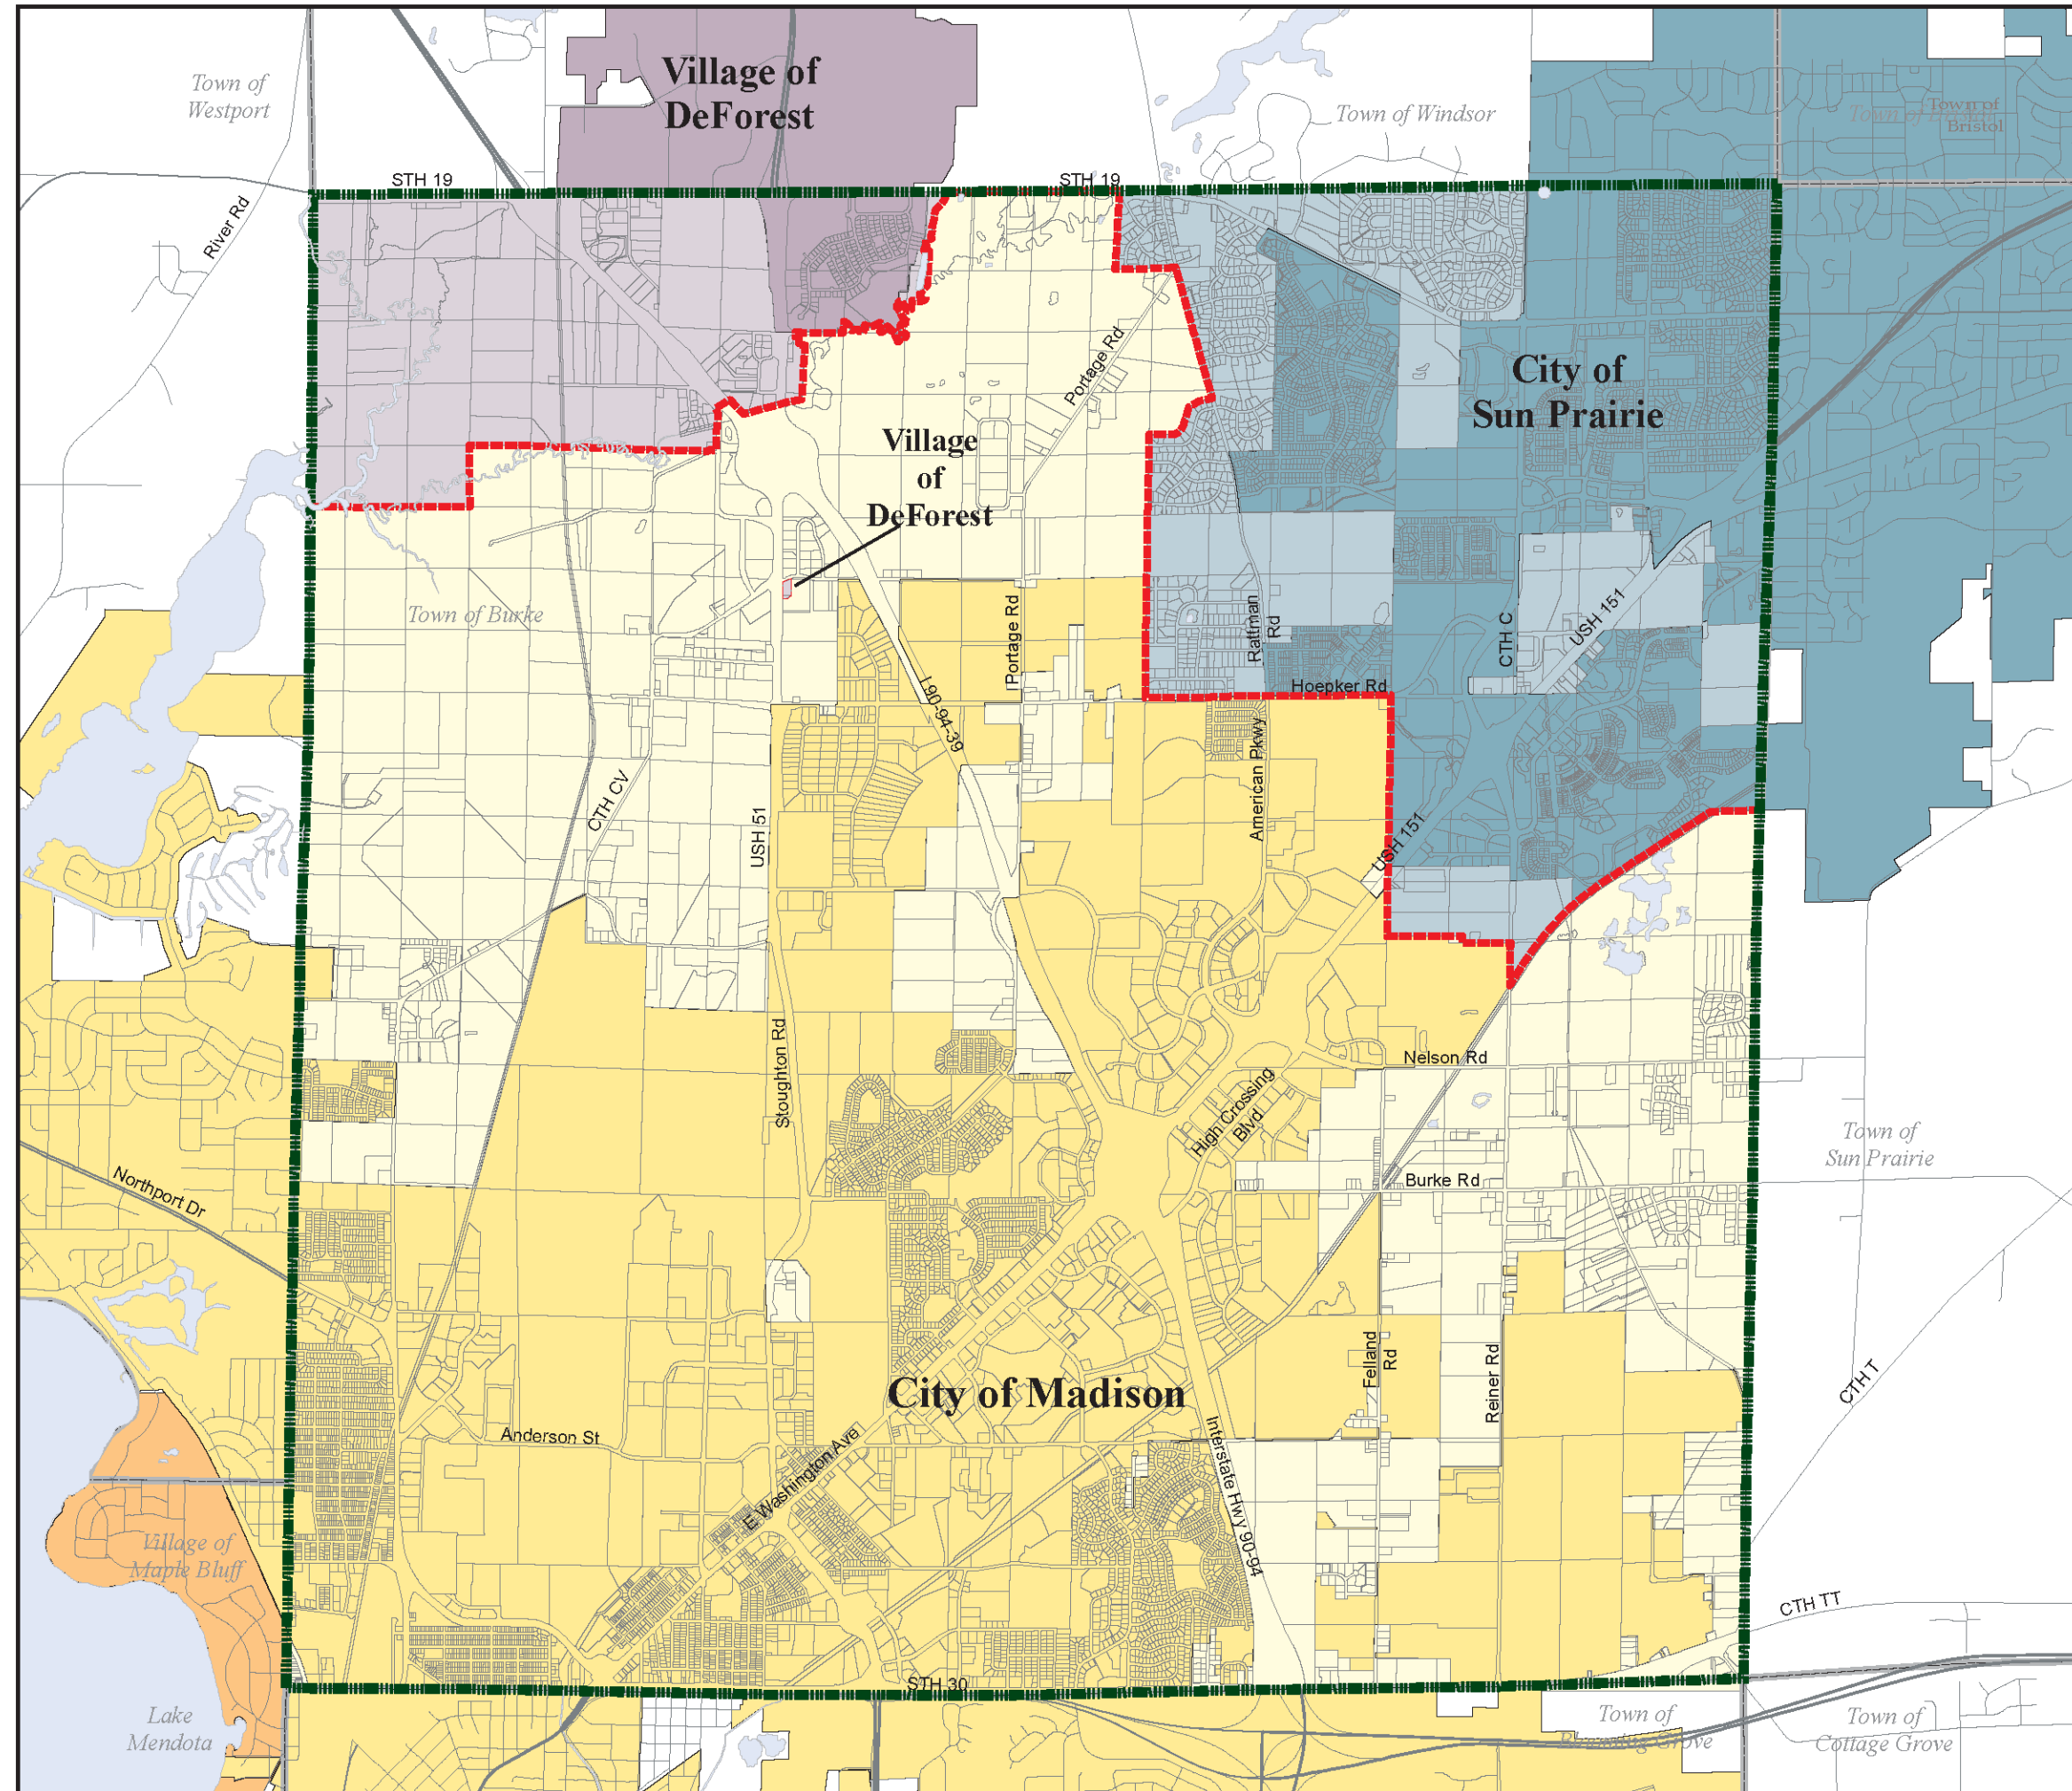 Village of
DeForest
Town of
Westport
Town of Windsor
Town of
Bristol
STH 19
STH 19
River Rd
City of
Sun Prairie
Portage Rd
Village
of
DeForest
Town of Burke
Portage Rd
Rattman
Rd
CTH C
USH 151
Hoepker Rd
I 90-94-39
American Pkwy
CTH CV
USH 51
USH 151
Stoughton Rd
Nelson Rd
High Crossing
Blvd
Town of
Sun Prairie
Burke Rd
Northport Dr
Felland
Rd
Reiner Rd
CTH T
City of Madison
Anderson St
E Washington Ave
Interstate Hwy 90-94
Village of
Maple Bluff
CTH TT
STH 30
Lake
Mendota
Town of
Blooming Grove
Town of
Cottage Grove